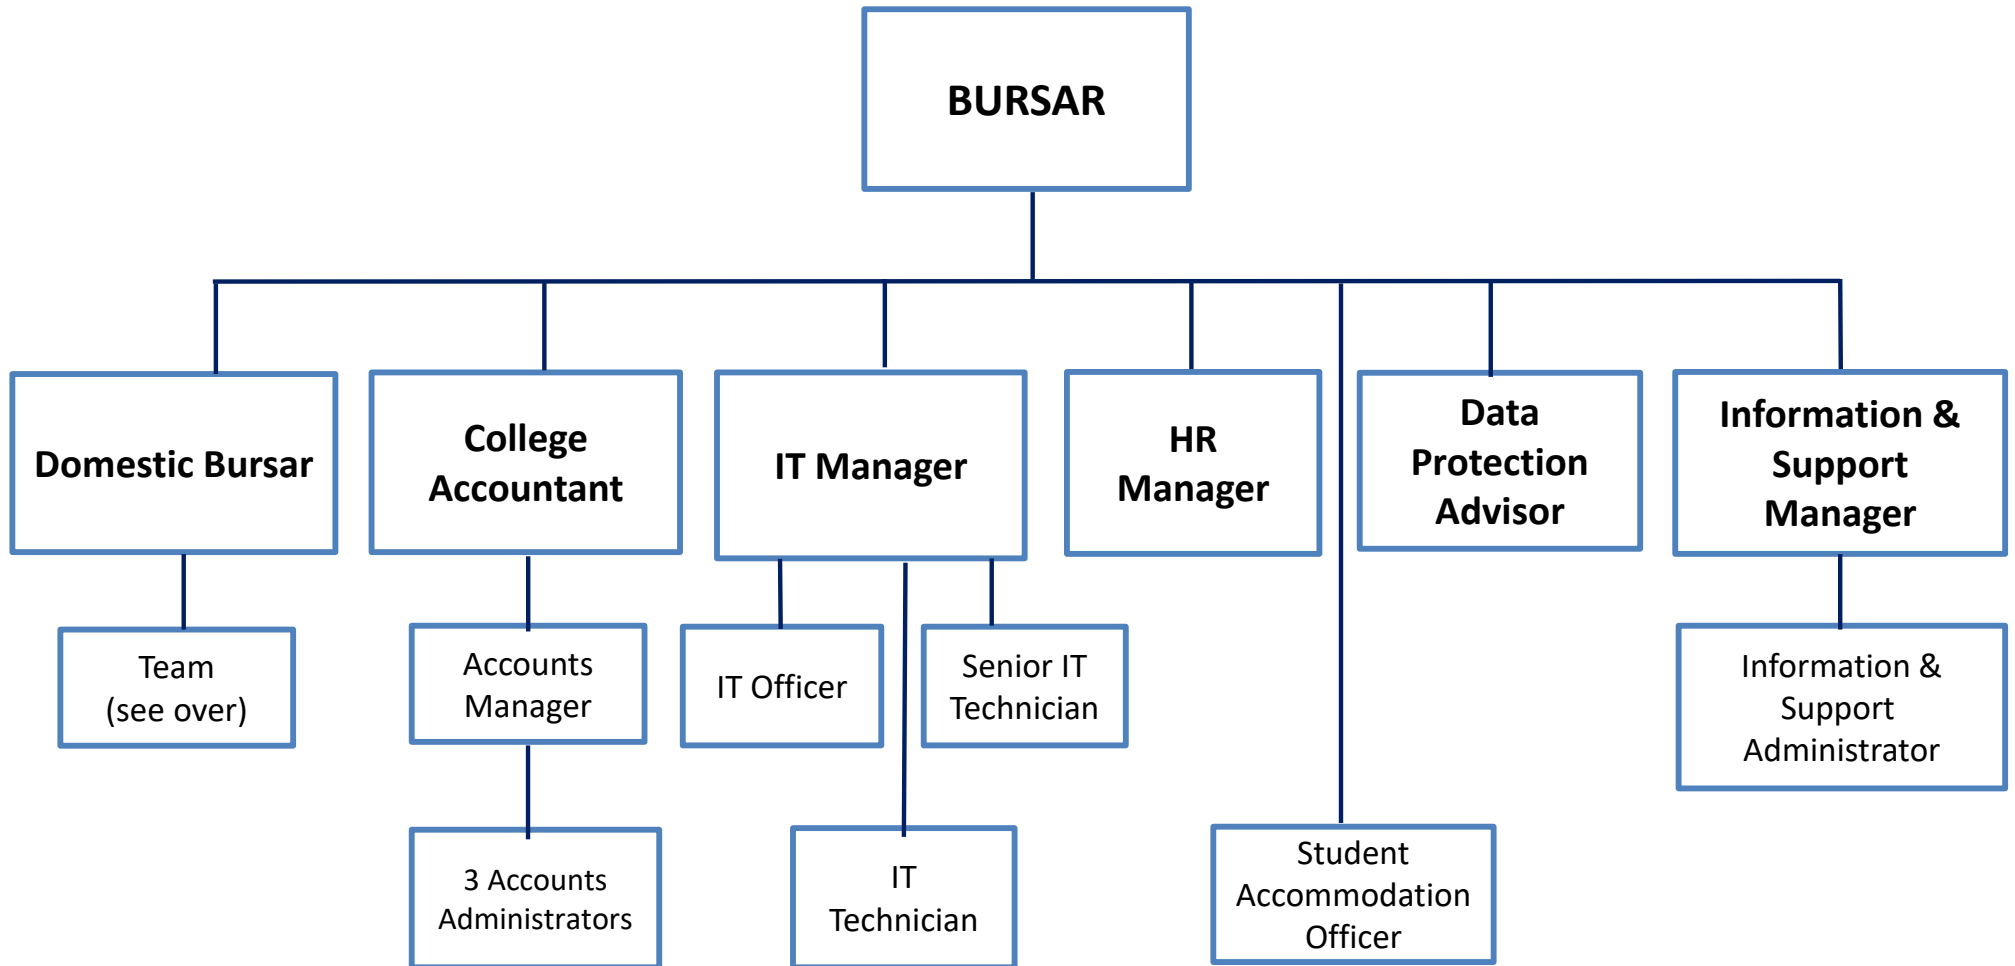 BURSAR
Domestic Bursar
College
Accountant
IT Manager
HR
Manager
Data
Protection
Advisor
Information &
Support
Manager
Team
(see over)
Accounts
Manager
IT Officer
Senior IT
Technician
Information &
Support
Administrator
3 Accounts
Administrators
IT
Technician
Student
Accommodation
Officer